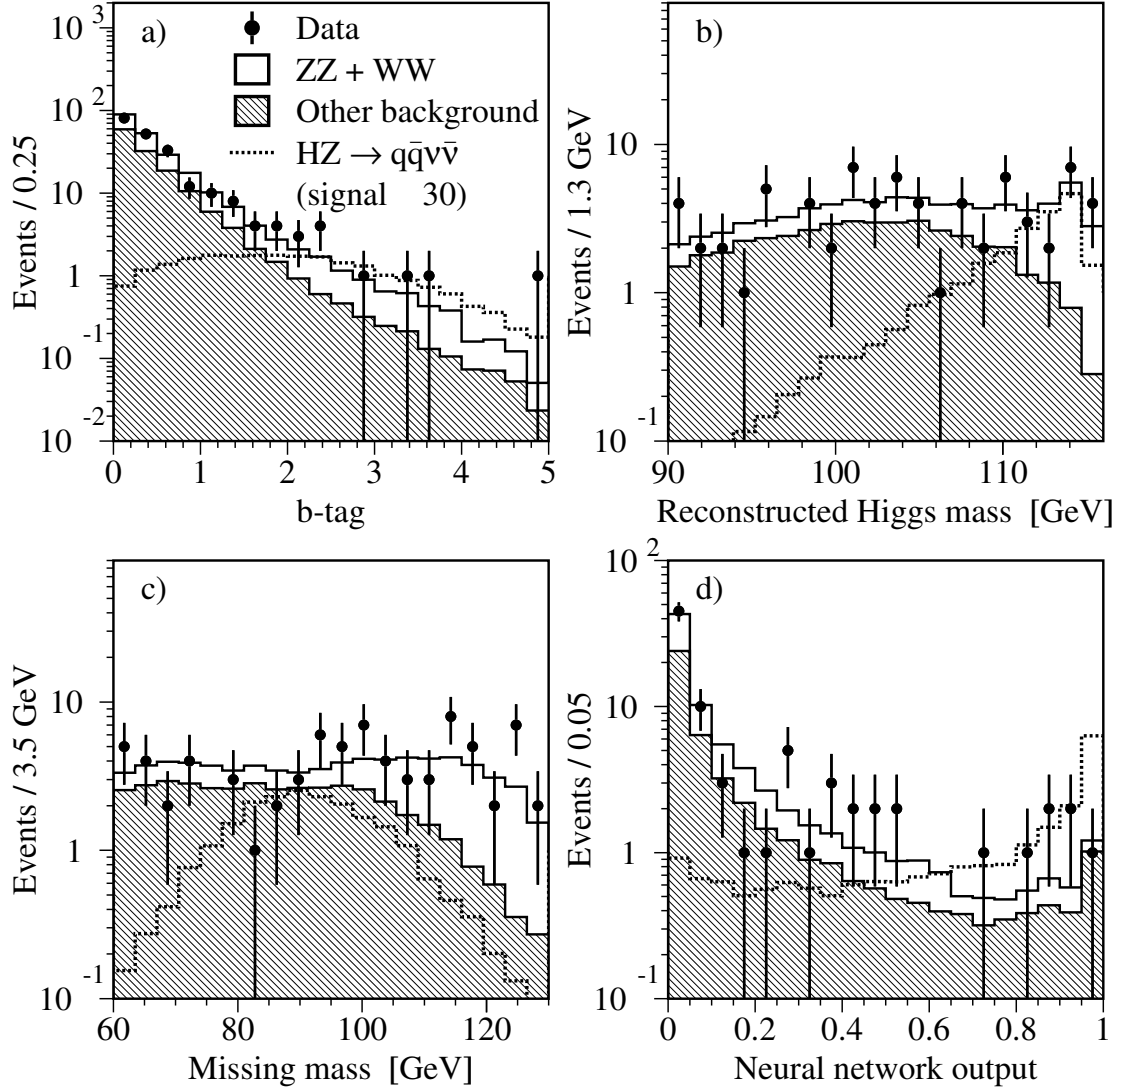 a)
Data
ZZ + WW
Other background
HZ → qq̄νν̄
(signal 30)
Events / 0.25
10 3
10 2
10
1
10 -1
10 -2
0 1 2 3 4 5
b-tag
b)
Events / 1.3 GeV
10
1
10 -1
90 100 110
Reconstructed Higgs mass [GeV]
c)
Events / 3.5 GeV
10
1
10 -1
60 80 100 120
Missing mass [GeV]
d)
Events / 0.05
10 2
10
1
10 -1
0 0.2 0.4 0.6 0.8 1
Neural network output